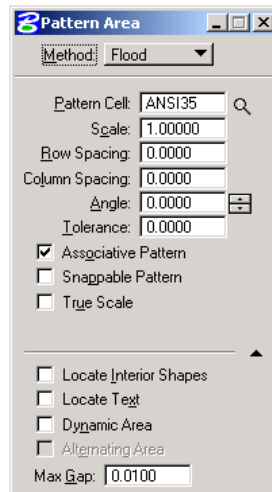 Pattern Area
Method: Flood
Pattern Cell: ANSI35
Scale: 1.00000
Row Spacing: 0.0000
Column Spacing: 0.0000
Angle: 0.0000
Tolerance: 0.0000
Associative Pattern
Snappable Pattern
True Scale
Locate Interior Shapes
Locate Text
Dynamic Area
Alternating Area
Max Gap: 0.0100